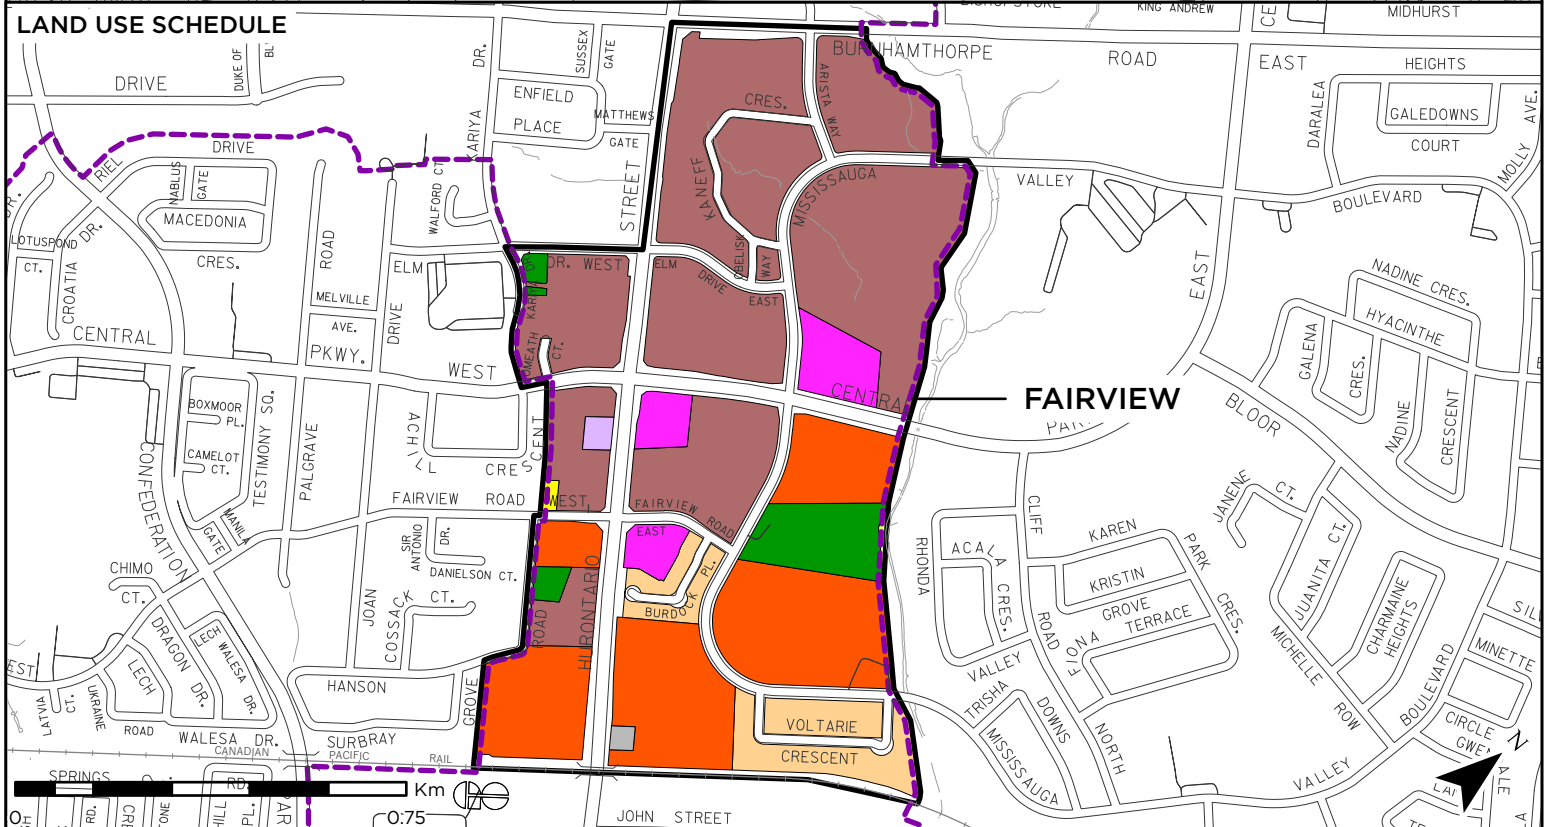 LAND USE SCHEDULE
KING ANDREW
MIDHURST
DRIVE
DUKE OF
DR.
SUSSEX
GATE
BURNHAMTHORPE
ROAD
EAST
HEIGHTS
ENFIELD
PLACE
MATTHEWS
GATE
KARIYA
STREET
ARISTA WAY
CRES.
KANEFF
MISSISSAUGA
VALLEY
BOULEVARD
DARALEA
GALEDOWNS
COURT
MOLLY
AVE.
RIEL
DRIVE
NABLUS
GATE
MACEDONIA
CRES.
WALFORD CT.
LOTUSPOND
CT.
CROATIA
DR.
ROAD
MELVILLE
AVE.
PKWY.
DRIVE
ELM
DR. WEST
ELM
DRIVE
EAST
OBELISK
WAY
CENTRAL
WEST
CT.
CENTRAL
EAST
NADINE CRES.
HYACINTHE
GALENA
CRES.
NADINE
CRESCENT
BLOOR
FAIRVIEW
BOXMOOR
PL.
CAMELOT
CT.
TESTIMONY SQ.
PALGRAVE
CONFEDERATION
MANILA
GATE
ACHILL
CRESCENT
FAIRVIEW ROAD WEST
FAIRVIEW ROAD
EAST
SIR
ANTONIO
DR.
DANIELSON CT.
CHIMO
CT.
JOAN
COSSACK
CT.
HURONTARIO
ROAD
BURDOCK
PL.
RHONDA
ACALA
CRES.
CLIFF
ROAD
KAREN
PARK
CRES.
KRISTIN
GROVE
TERRACE
FIONA
JANENE
CT.
JUANITA CT.
CHARMAINE
HEIGHTS
MICHELLE
ROW
BOULEVARD
MINETTE
CIRCLE
DRAGON
DR.
LECH WALESA DR.
LECH
WALESA DR.
LATVIA
CT.
UKRAINE
ROAD
HANSON
SURBRAY
GROVE
CANADIAN
PACIFIC
RAIL
VOLTARIE
CRESCENT
VALLEY
TRISHA
DOWNS
NORTH
MISSISSAUGA
VALLEY
N
SPRINGS
RD.
RD.
HILL
PL.
Km
0
0:75
JOHN STREET